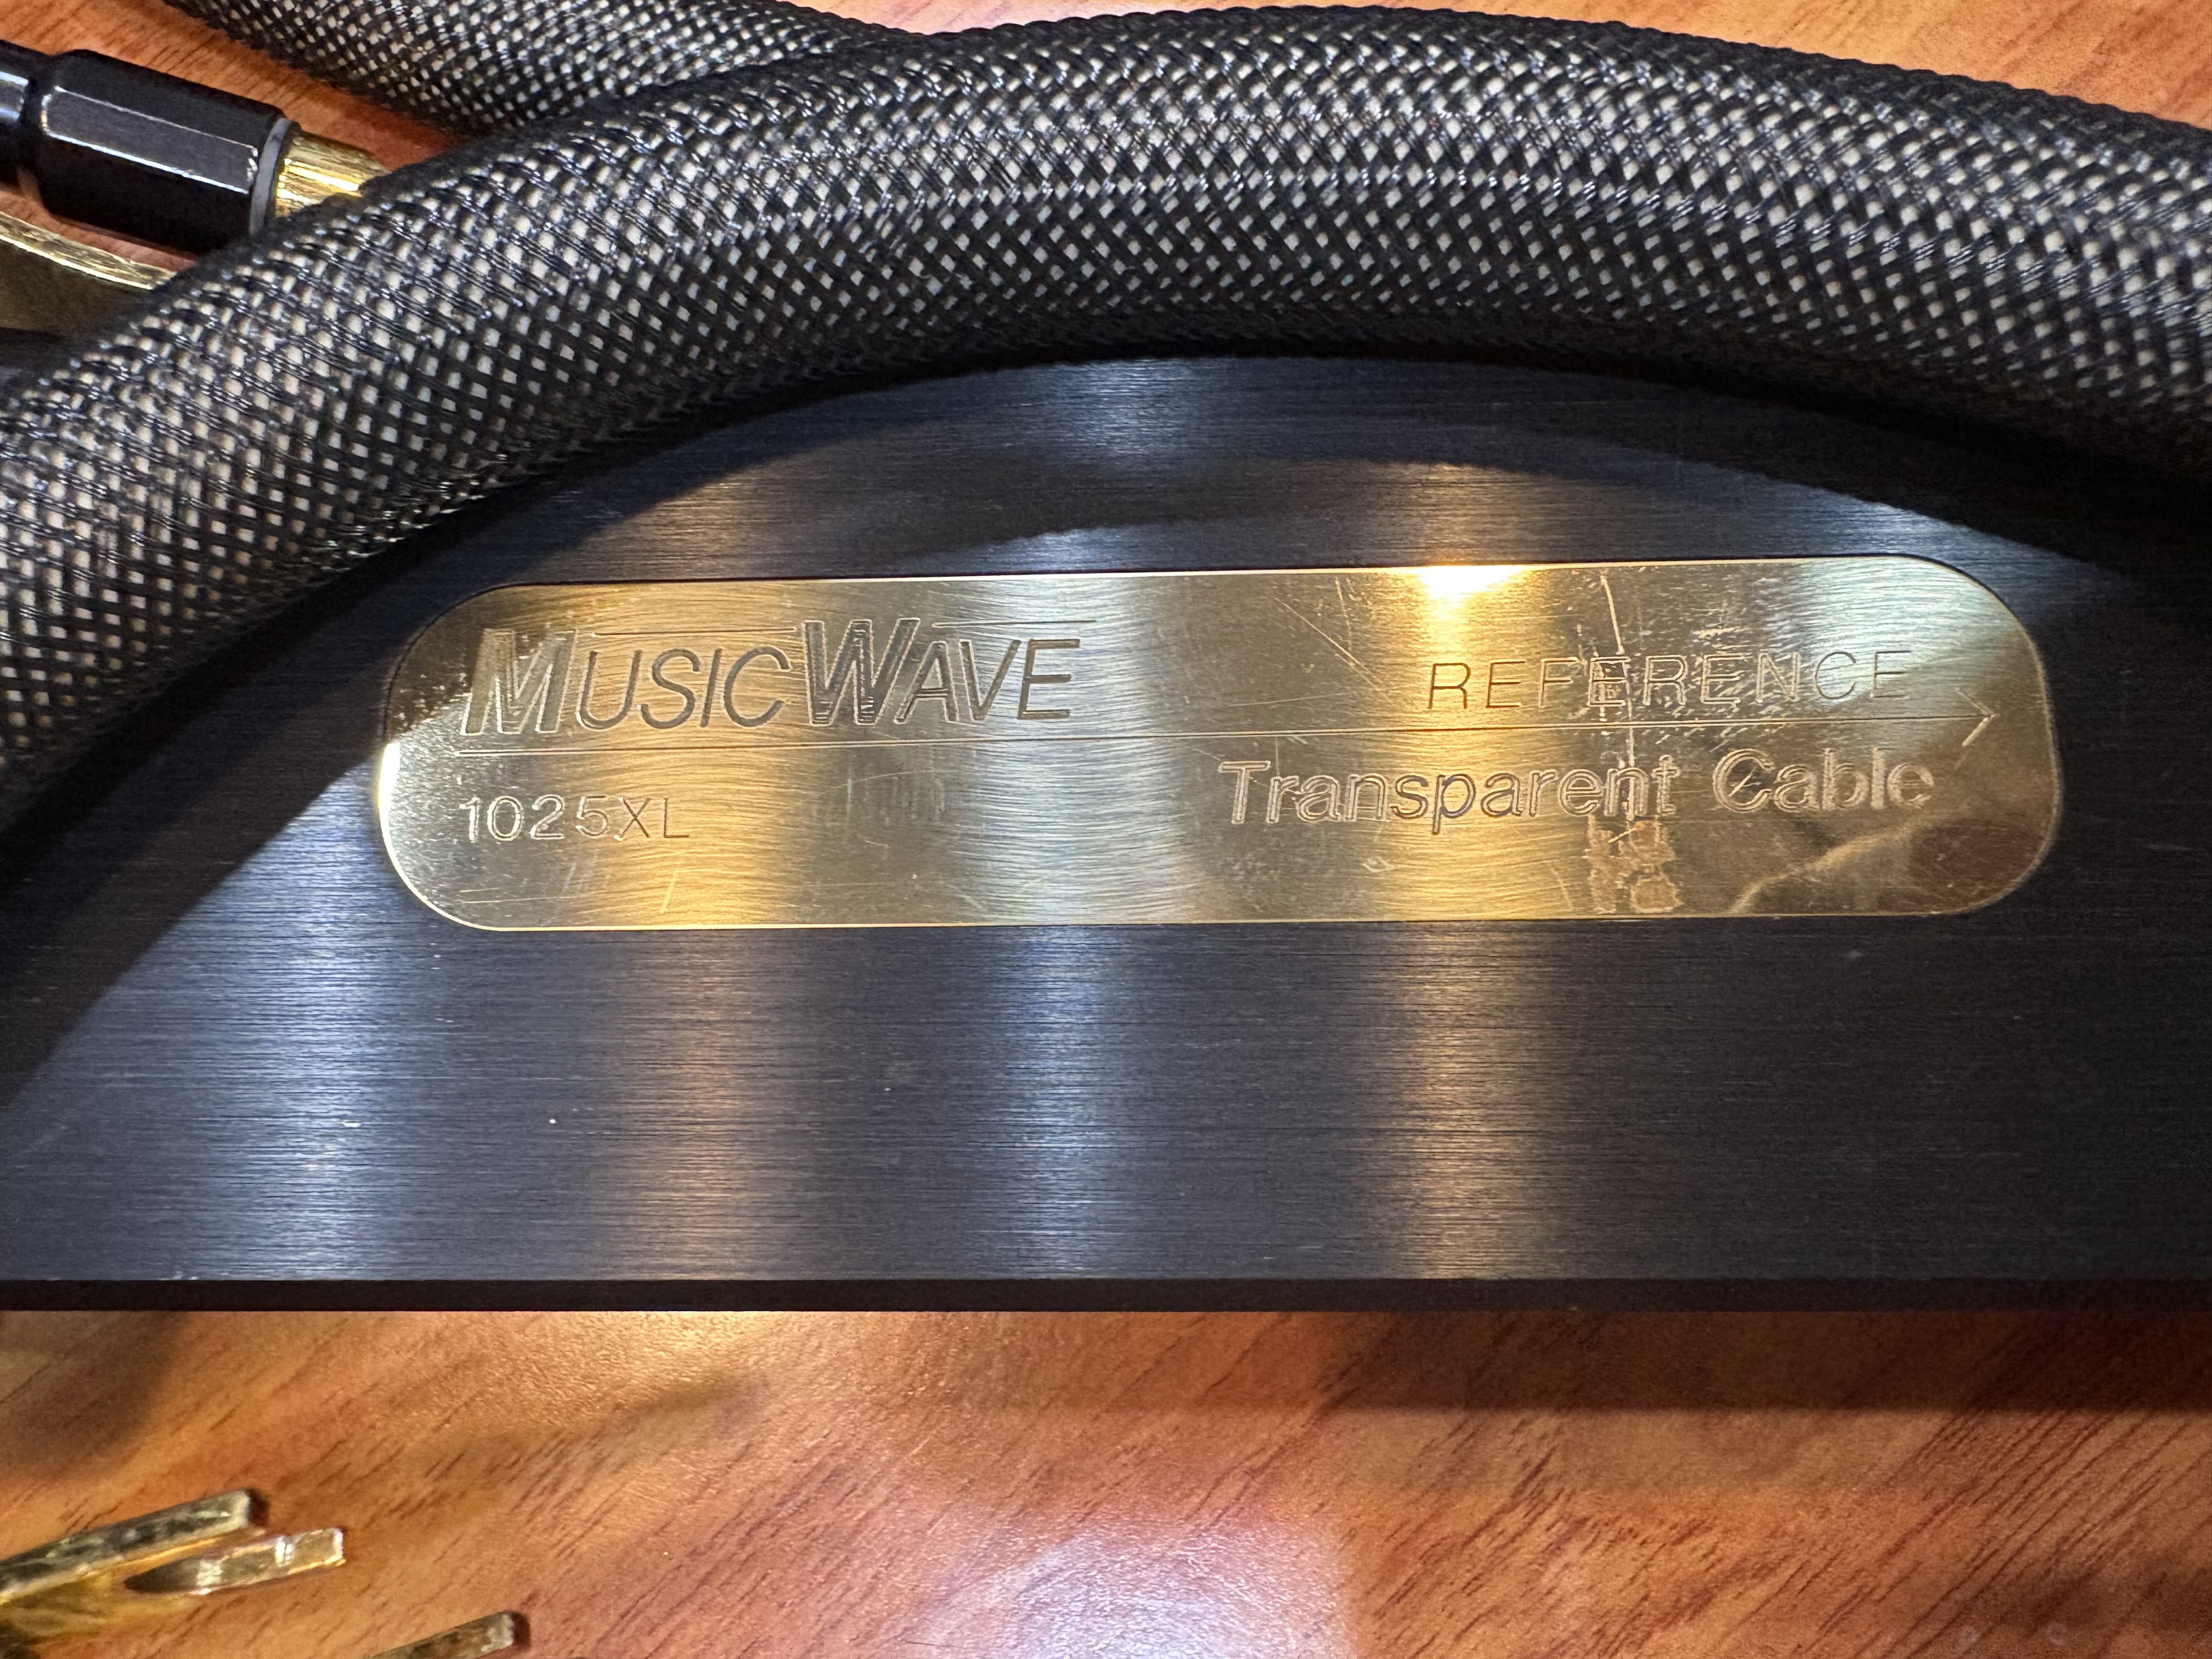 MUSICWAVE REFERENCE
1025XL Transparent Cable